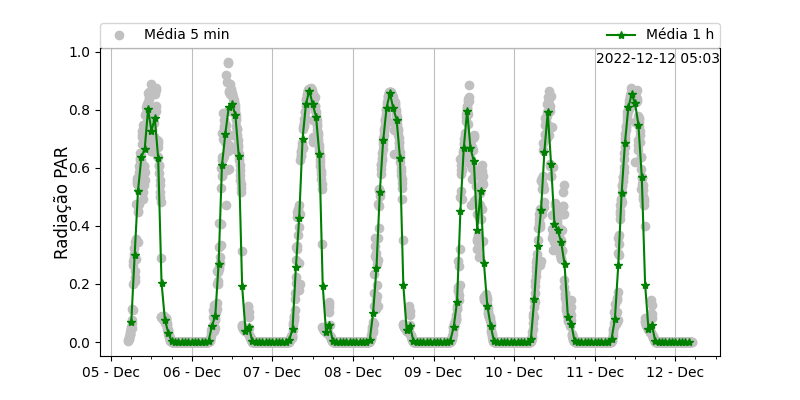 Média 5 min
Média 1 h
2022-12-12 05:03
Radiação PAR
1.0
0.8
0.6
0.4
0.2
0.0
05 - Dec
06 - Dec
07 - Dec
08 - Dec
09 - Dec
10 - Dec
11 - Dec
12 - Dec